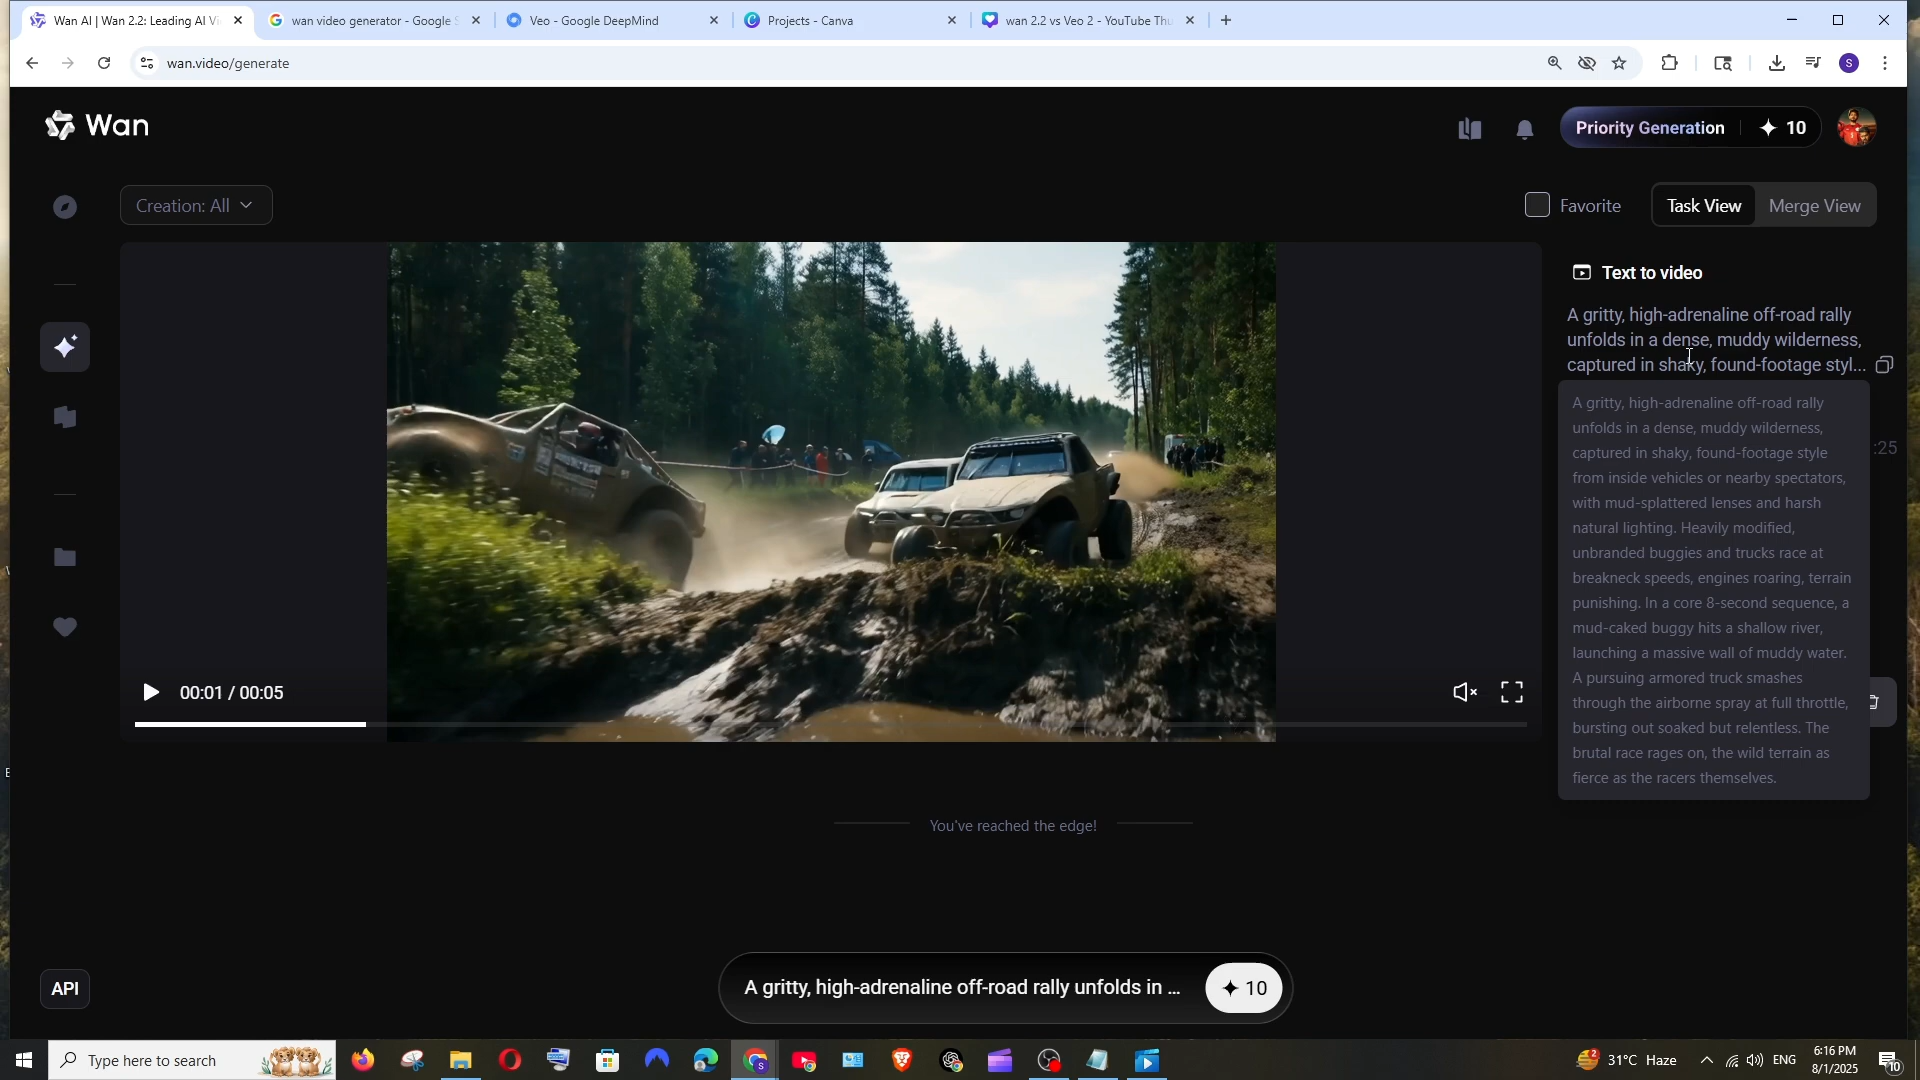 Wan AI | Wan 2.2: Leading AI Vi
wan video generator - Google S
Veo - Google DeepMind
Projects - Canva
wan 2.2 vs Veo 2 - YouTube Thu
wan.video/generate
S
Wan
Priority Generation
10
Creation: All
Favorite
Task View
Merge View
Text to video
A gritty, high-adrenaline off-road rally
unfolds in a dense, muddy wilderness,
captured in shaky, found-footage styl...
A gritty, high-adrenaline off-road rally
unfolds in a dense, muddy wilderness,
captured in shaky, found-footage style
from inside vehicles or nearby spectators,
with mud-splattered lenses and harsh
natural lighting. Heavily modified,
unbranded buggies and trucks race at
breakneck speeds, engines roaring, terrain
punishing. In a core 8-second sequence, a
mud-caked buggy hits a shallow river,
launching a massive wall of muddy water.
A pursuing armored truck smashes
through the airborne spray at full throttle,
bursting out soaked but relentless. The
brutal race rages on, the wild terrain as
fierce as the racers themselves.
:25
00:01 / 00:05
You've reached the edge!
API
A gritty, high-adrenaline off-road rally unfolds in ...
10
Type here to search
31°C Haze
ENG
6:16 PM
8/1/2025
10